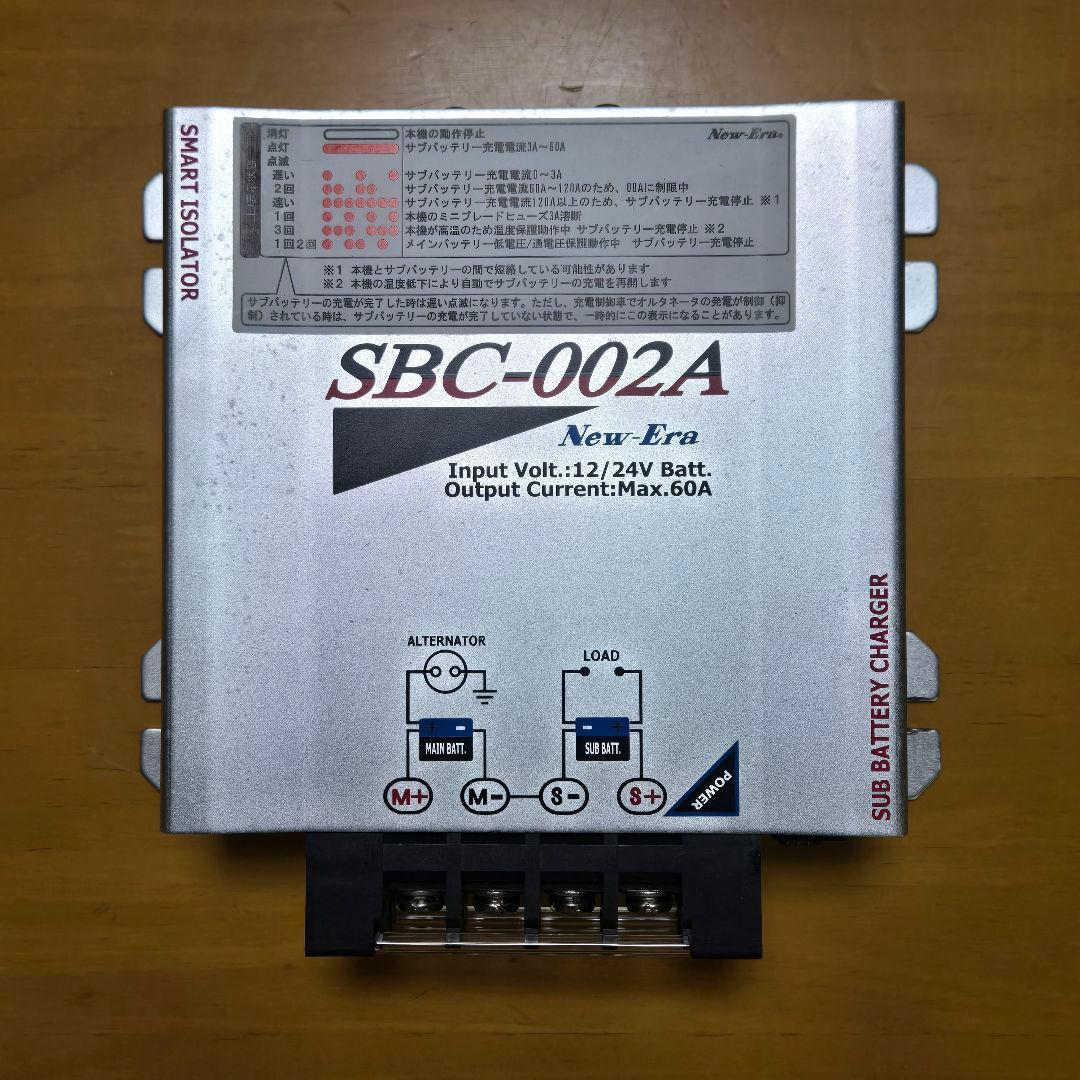 SMART ISOLATOR
New-Era®
消灯 本機の動作停止
点灯 サブバッテリー充電電流3A～60A
点滅
遅い サブバッテリー充電電流0～3A
2回 サブバッテリー充電電流60A～120Aのため、60Aに制限中
速い サブバッテリー充電電流120A以上のため、サブバッテリー充電停止 ※1
1回 本機のミニブレードヒューズ3A溶断
3回 本機が高温のため温度保護動作中 サブバッテリー充電停止 ※2
1回2回 メインバッテリー低電圧/過電圧保護動作中 サブバッテリー充電停止
※1 本機とサブバッテリーの間で短絡している可能性があります
※2 本機の温度低下により自動でサブバッテリーの充電を再開します
サブバッテリーの充電が完了した時は遅い点滅になります。ただし、充電制御車でオルタネータの発電が制御（抑
制）されている時は、サブバッテリーの充電が完了していない状態で、一時的にこの表示になることがあります。
SBC-002A
New-Era
Input Volt.:12/24V Batt.
Output Current:Max.60A
ALTERNATOR
LOAD
+ -
MAIN BATT.
- +
SUB BATT.
M+ M- S- S+
POWER
SUB BATTERY CHARGER